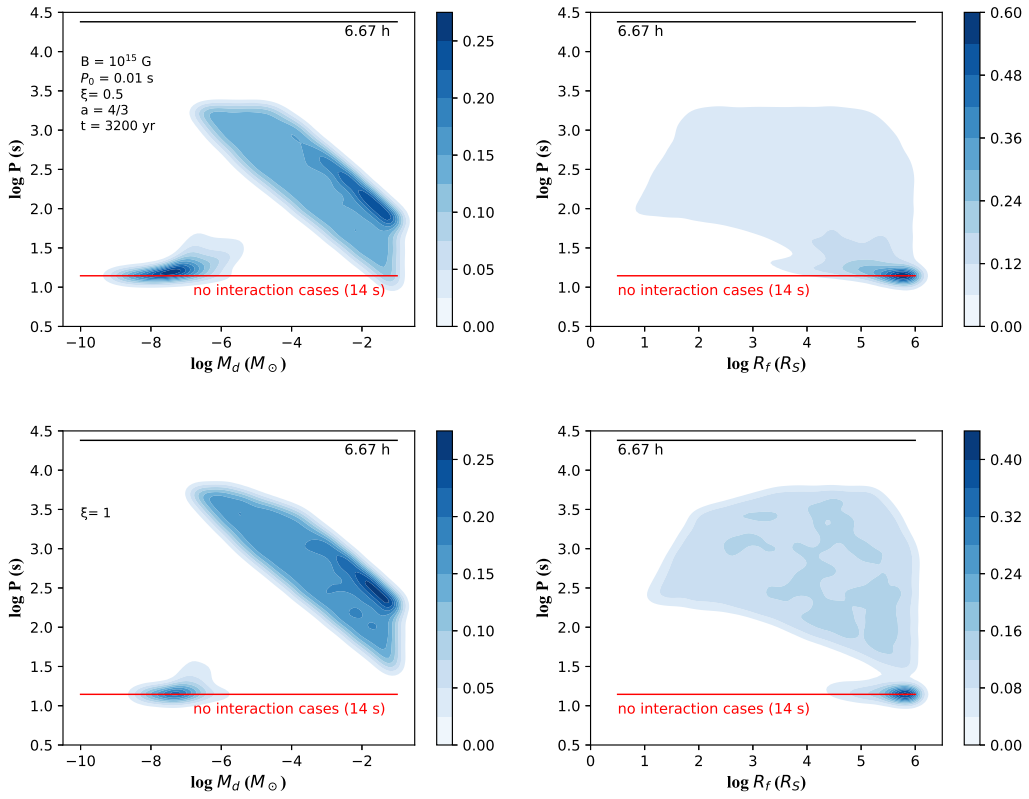 4.5
4.0
3.5
3.0
2.5
2.0
1.5
1.0
0.5
log P (s)
6.67 h
B = 10¹⁵ G
P₀ = 0.01 s
ξ= 0.5
a = 4/3
t = 3200 yr
no interaction cases (14 s)
−10 −8 −6 −4 −2
log M_d (M_⊙)
0.25
0.20
0.15
0.10
0.05
0.00
4.5
4.0
3.5
3.0
2.5
2.0
1.5
1.0
0.5
log P (s)
6.67 h
no interaction cases (14 s)
0 1 2 3 4 5 6
log R_f (R_S)
0.60
0.48
0.36
0.24
0.12
0.00
4.5
4.0
3.5
3.0
2.5
2.0
1.5
1.0
0.5
log P (s)
6.67 h
ξ= 1
no interaction cases (14 s)
−10 −8 −6 −4 −2
log M_d (M_⊙)
0.25
0.20
0.15
0.10
0.05
0.00
4.5
4.0
3.5
3.0
2.5
2.0
1.5
1.0
0.5
log P (s)
6.67 h
no interaction cases (14 s)
0 1 2 3 4 5 6
log R_f (R_S)
0.40
0.32
0.24
0.16
0.08
0.00